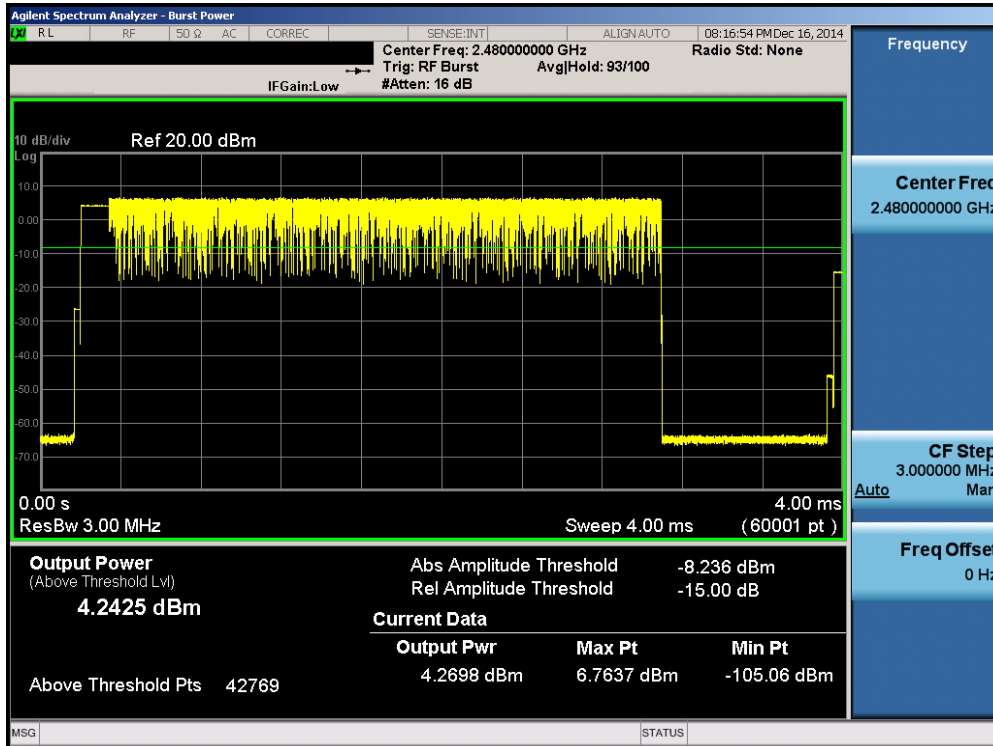 Agilent Spectrum Analyzer - Burst Power
LXI RL RF 50 Ω AC CORREC SENSE:INT ALIGN AUTO 08:16:54 PM Dec 16, 2014
Center Freq: 2.480000000 GHz Radio Std: None
Trig: RF Burst Avg|Hold: 93/100
IFGain:Low #Atten: 16 dB
Frequency
10 dB/div Ref 20.00 dBm
Log
10.0
0.00
-10.0
-20.0
-30.0
-40.0
-50.0
-60.0
-70.0
0.00 s 4.00 ms
ResBw 3.00 MHz Sweep 4.00 ms (60001 pt)
Center Freq
2.480000000 GHz
CF Step
3.000000 MHz
Auto Man
Freq Offset
0 Hz
Output Power
(Above Threshold Lvl)
4.2425 dBm
Above Threshold Pts 42769
Abs Amplitude Threshold -8.236 dBm
Rel Amplitude Threshold -15.00 dB
Current Data
Output Pwr Max Pt Min Pt
4.2698 dBm 6.7637 dBm -105.06 dBm
MSG STATUS